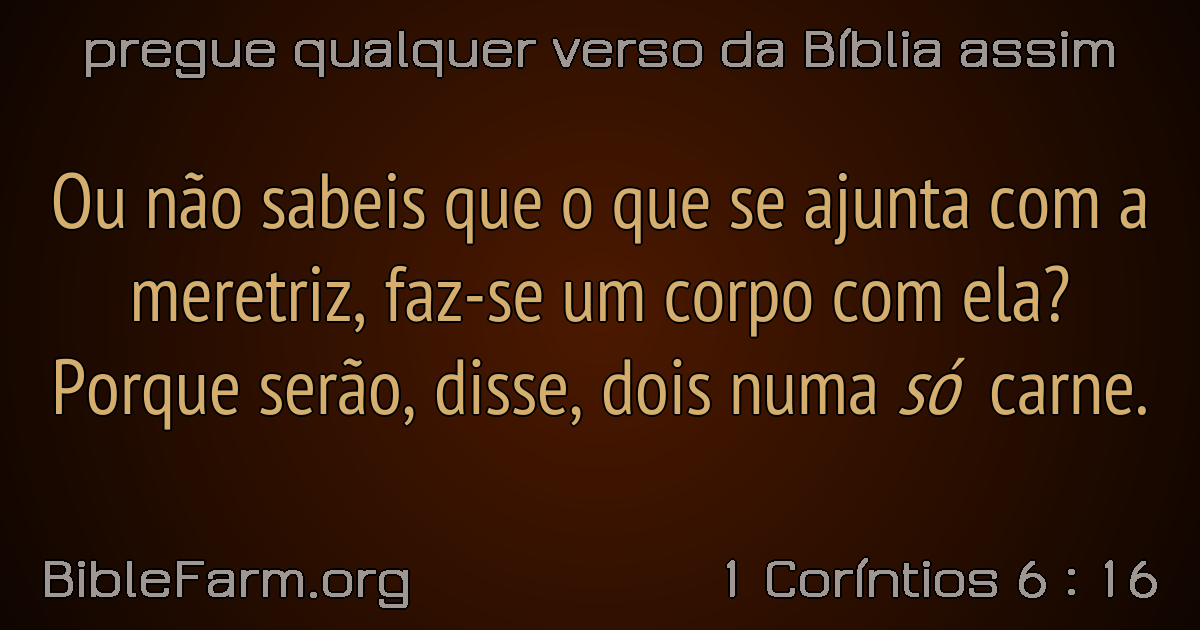 pregue qualquer verso da Bíblia assim
Ou não sabeis que o que se ajunta com a
meretriz, faz-se um corpo com ela?
Porque serão, disse, dois numa só carne.
BibleFarm.org
1 Coríntios 6 : 16